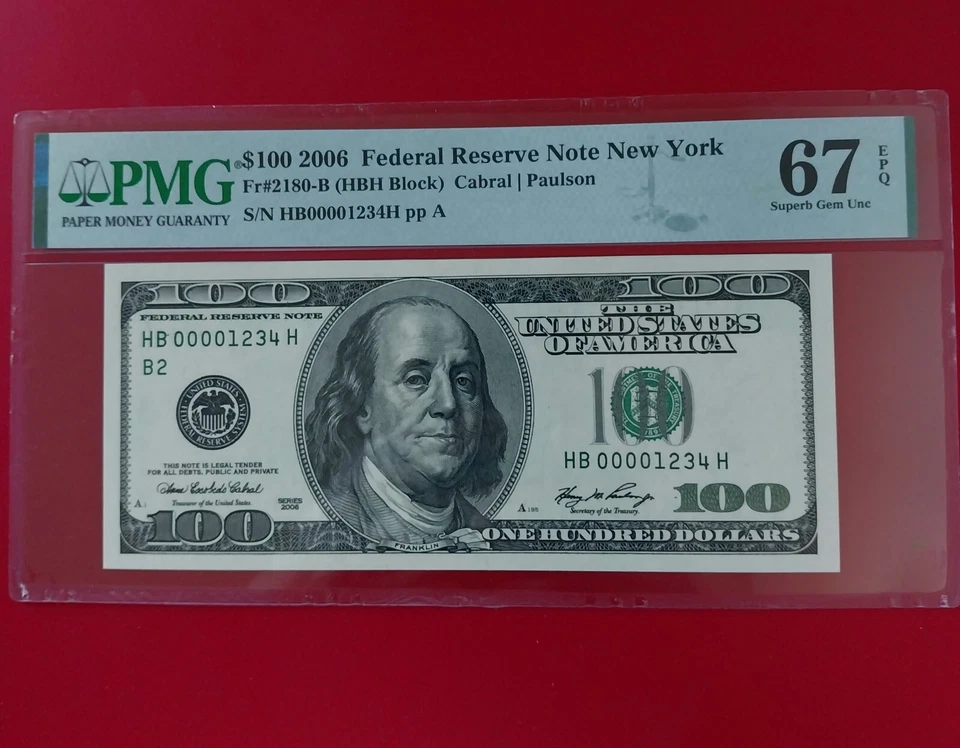 PMG
PAPER MONEY GUARANTY
$100 2006 Federal Reserve Note New York
Fr#2180-B (HBH Block) Cabral | Paulson
S/N HB00001234H pp A
67
EPQ
Superb Gem Unc
100
100
FEDERAL RESERVE NOTE
THE
UNITED STATES
OF AMERICA
HB 00001234 H
B2
100
HB 00001234 H
THIS NOTE IS LEGAL TENDER
FOR ALL DEBTS, PUBLIC AND PRIVATE
Treasurer of the United States
SERIES
2006
Secretary of the Treasury
100
100
FRANKLIN
ONE HUNDRED DOLLARS